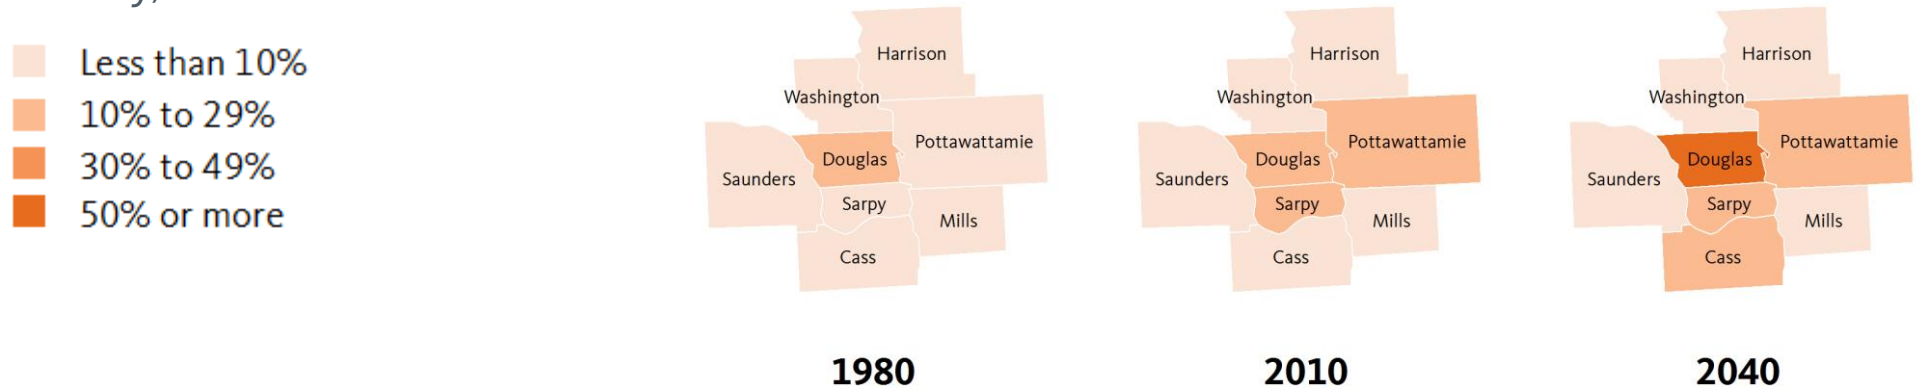 Less than 10%
10% to 29%
30% to 49%
50% or more
Harrison
Washington
Pottawattamie
Douglas
Saunders
Sarpy
Mills
Cass
1980
Harrison
Washington
Pottawattamie
Douglas
Saunders
Sarpy
Mills
Cass
2010
Harrison
Washington
Pottawattamie
Douglas
Saunders
Sarpy
Mills
Cass
2040